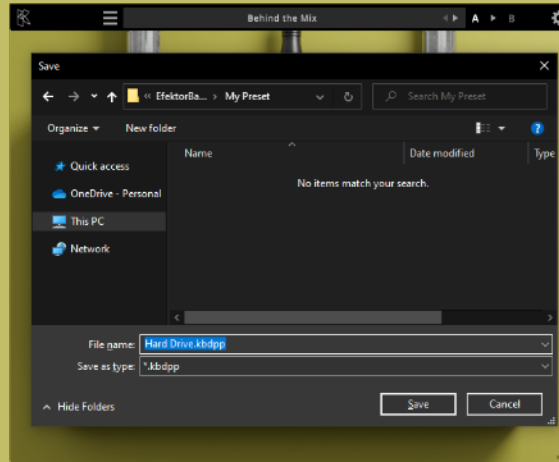 Behind the Mix A B
Save
« EfektorBa... > My Preset Search My Preset
Organize New folder
Name Date modified Type
Quick access
No items match your search.
OneDrive - Personal
This PC
Network
File name: Hard Drive.kbdpp
Save as type: *.kbdpp
Hide Folders Save Cancel